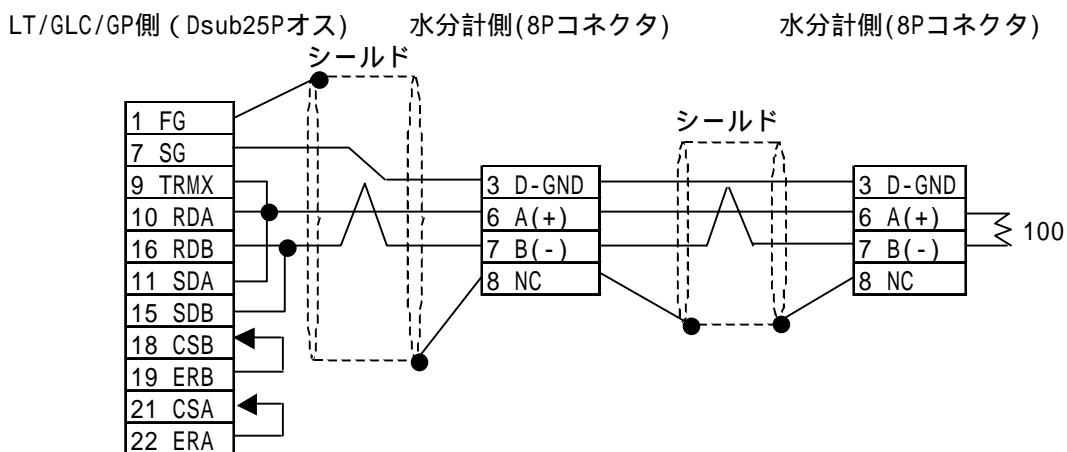 LT/GLC/GP側（Dsub25Pオス）
水分計側(8Pコネクタ)
水分計側(8Pコネクタ)
シールド
シールド
1 FG
7 SG
9 TRMX
10 RDA
16 RDB
11 SDA
15 SDB
18 CSB
19 ERB
21 CSA
22 ERA
3 D-GND
6 A(+)
7 B(-)
8 NC
3 D-GND
6 A(+)
7 B(-)
8 NC
100